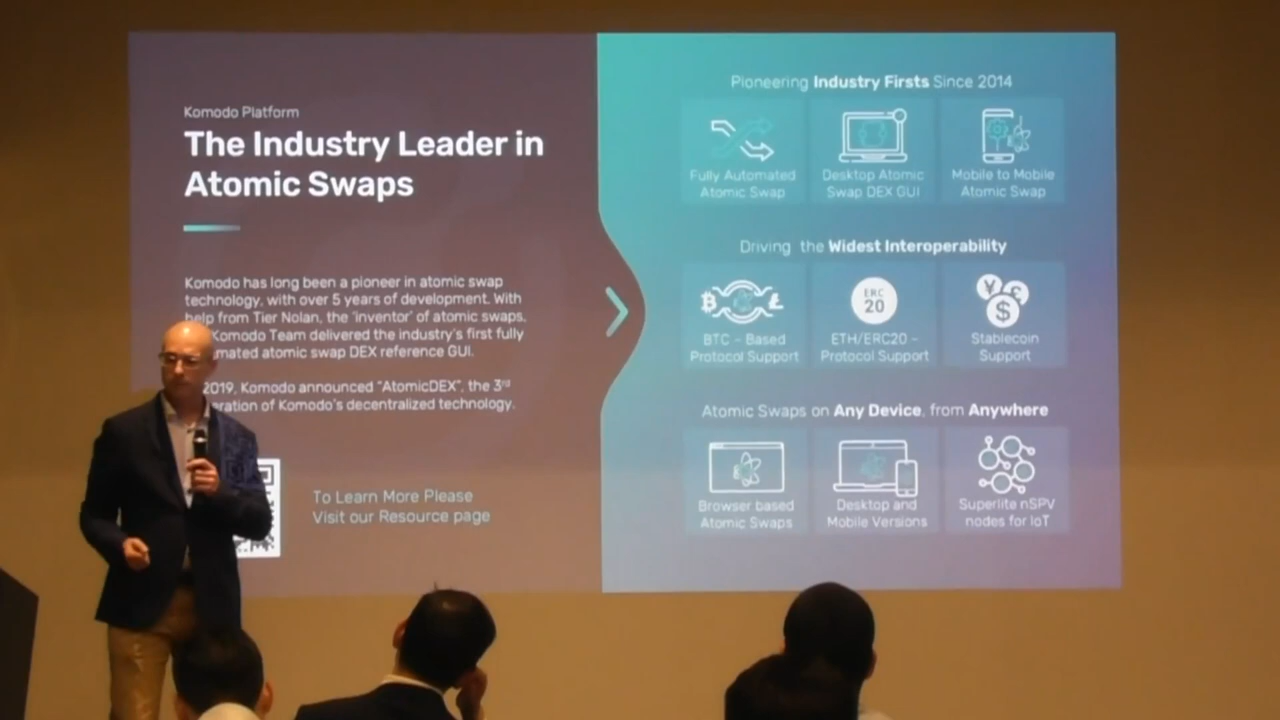 Komodo Platform
The Industry Leader in
Atomic Swaps
Komodo has long been a pioneer in atomic swap
technology, with over 5 years of development. With
help from Tier Nolan, the 'inventor' of atomic swaps,
Komodo Team delivered the industry's first fully
mated atomic swap DEX reference GUI.
2019, Komodo announced "AtomicDEX", the 3rd
eration of Komodo's decentralized technology.
To Learn More Please
Visit our Resource page
Pioneering Industry Firsts Since 2014
Fully Automated
Atomic Swap
Desktop Atomic
Swap DEX GUI
Mobile to Mobile
Atomic Swap
Driving the Widest Interoperability
BTC - Based
Protocol Support
ERC
20
ETH/ERC20 -
Protocol Support
Stablecoin
Support
Atomic Swaps on Any Device, from Anywhere
Browser based
Atomic Swaps
Desktop and
Mobile Versions
Superlite nSPV
nodes for IoT